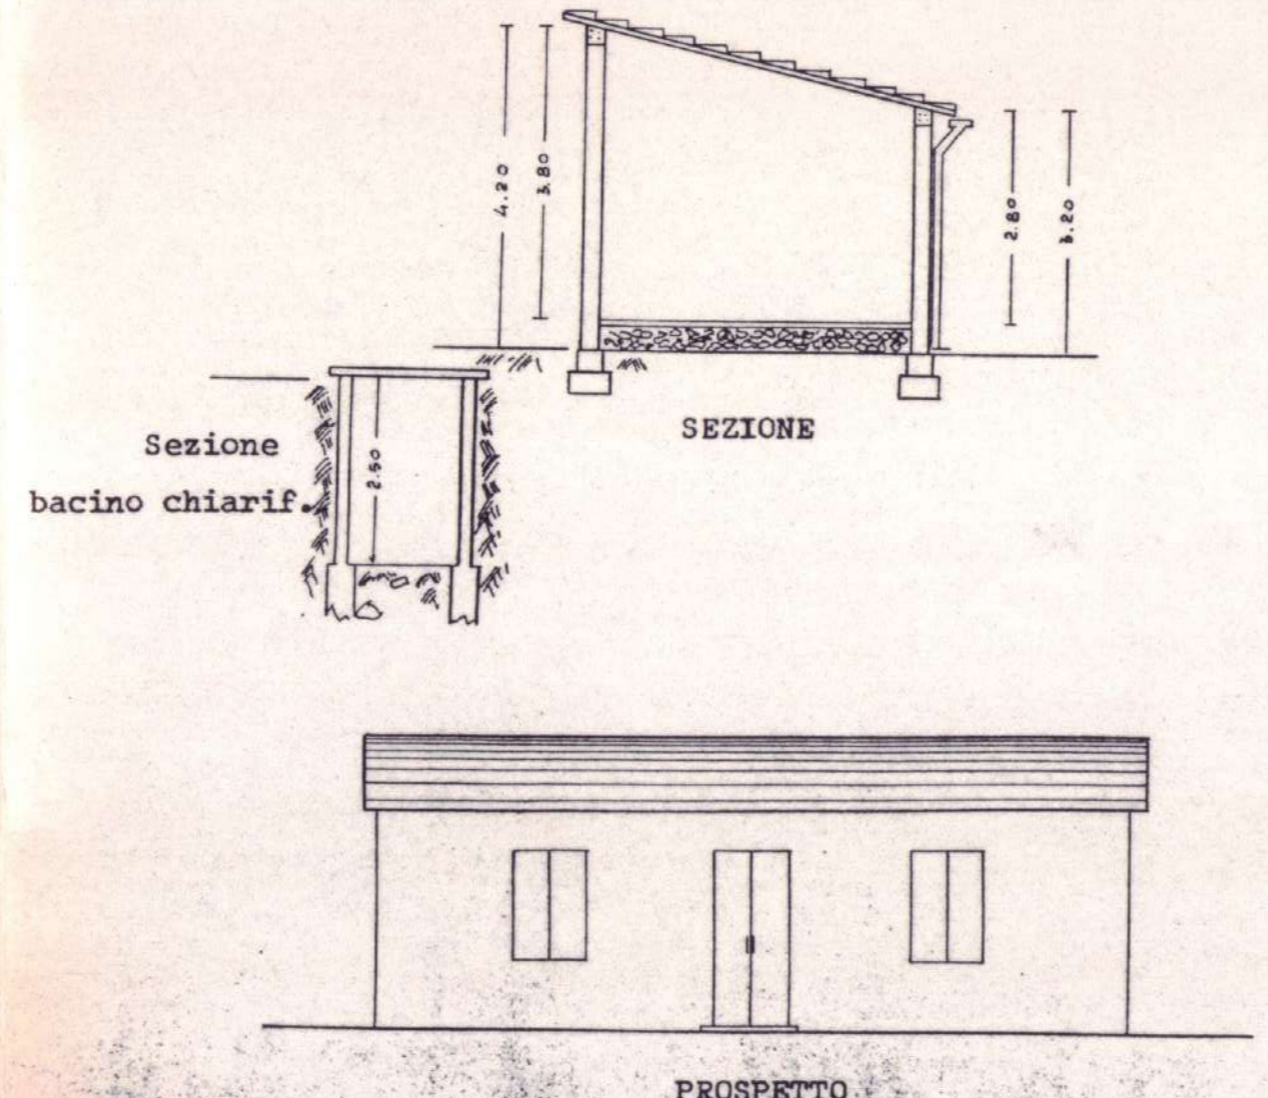 4.20
3.80
2.80
3.20
SEZIONE
Sezione
bacino chiarif.
2.50
PROSPETTO